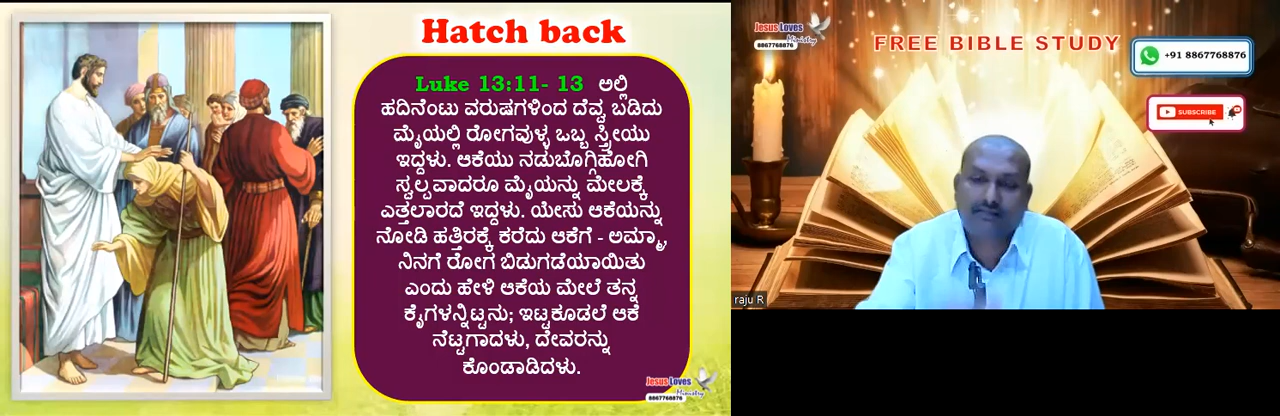 Hatch back
Luke 13:11- 13 ಅಲ್ಲಿ
ಹದಿನೆಂಟು ವರುಷಗಳಿಂದ ದೆವ್ವ ಬಡಿದು
ಮೈಯಲ್ಲಿ ರೋಗವುಳ್ಳ ಒಬ್ಬ ಸ್ತ್ರೀಯು
ಇದ್ದಳು. ಆಕೆಯು ನಡುಬೊಗ್ಗಿಹೋಗಿ
ಸ್ವಲ್ಪವಾದರೂ ಮೈಯನ್ನು ಮೇಲಕ್ಕೆ
ಎತ್ತಲಾರದೆ ಇದ್ದಳು. ಯೇಸು ಆಕೆಯನ್ನು
ನೋಡಿ ಹತ್ತಿರಕ್ಕೆ ಕರೆದು ಆಕೆಗೆ - ಅಮ್ಮಾ,
ನಿನಗೆ ರೋಗ ಬಿಡುಗಡೆಯಾಯಿತು
ಎಂದು ಹೇಳಿ ಆಕೆಯ ಮೇಲೆ ತನ್ನ
ಕೈಗಳನ್ನಿಟ್ಟನು; ಇಟ್ಟಕೂಡಲೆ ಆಕೆ
ನೆಟ್ಟಗಾದಳು, ದೇವರನ್ನು
ಕೊಂಡಾಡಿದಳು.
Jesus Loves
Ministry
8867768876
Jesus Loves
Ministry
8867768876
FREE BIBLE STUDY
+91 8867768876
SUBSCRIBE
raju R